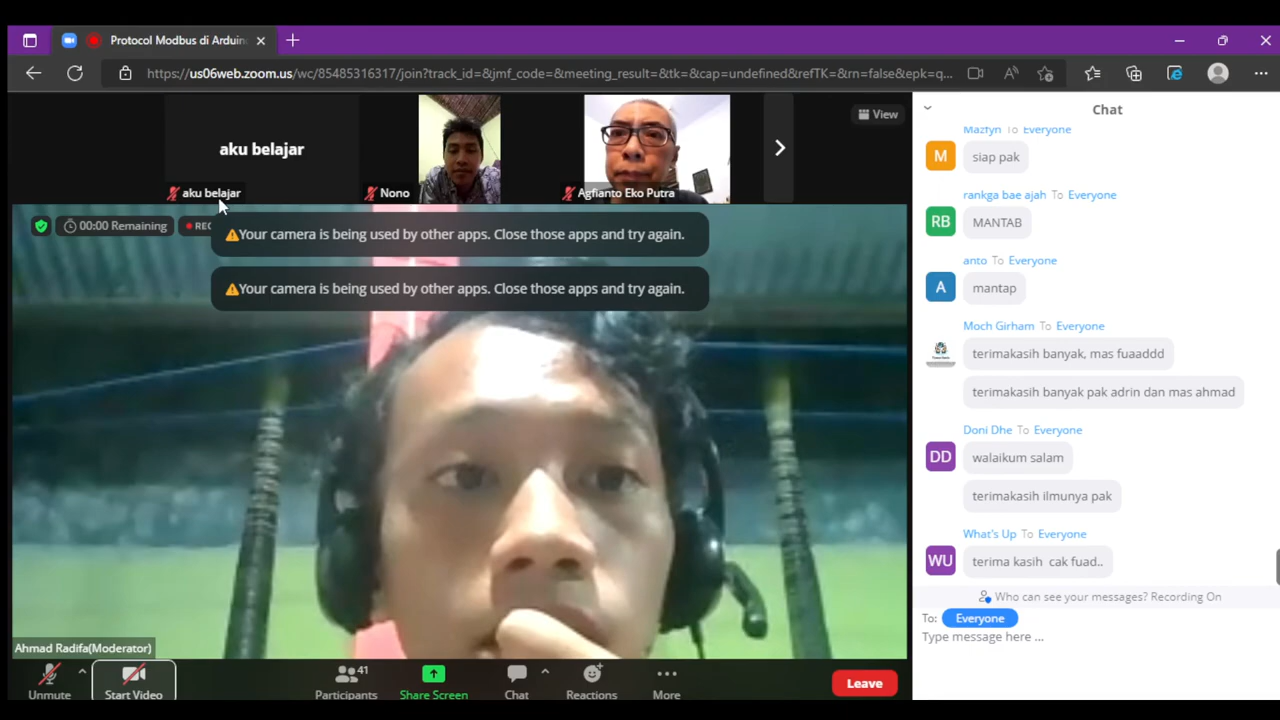 Protocol Modbus di Arduin
https://us06web.zoom.us/wc/85485316317/join?track_id=&jmf_code=&meeting_result=&tk=&cap=undefined&refTK=&rn=false&epk=q...
aku belajar
View
aku belajar
Nono
Agfianto Eko Putra
00:00 Remaining
REC
Your camera is being used by other apps. Close those apps and try again.
Your camera is being used by other apps. Close those apps and try again.
Ahmad Radifa(Moderator)
Unmute
Start Video
Participants
41
Share Screen
Chat
Reactions
More
Leave
Chat
Mazfyn To Everyone
M
siap pak
rankga bae ajah To Everyone
RB
MANTAB
anto To Everyone
A
mantap
Moch Girham To Everyone
terimakasih banyak, mas fuaaddd
terimakasih banyak pak adrin dan mas ahmad
Doni Dhe To Everyone
DD
walaikum salam
terimakasih ilmunya pak
What's Up To Everyone
WU
terima kasih cak fuad..
Who can see your messages? Recording On
To: Everyone
Type message here ...